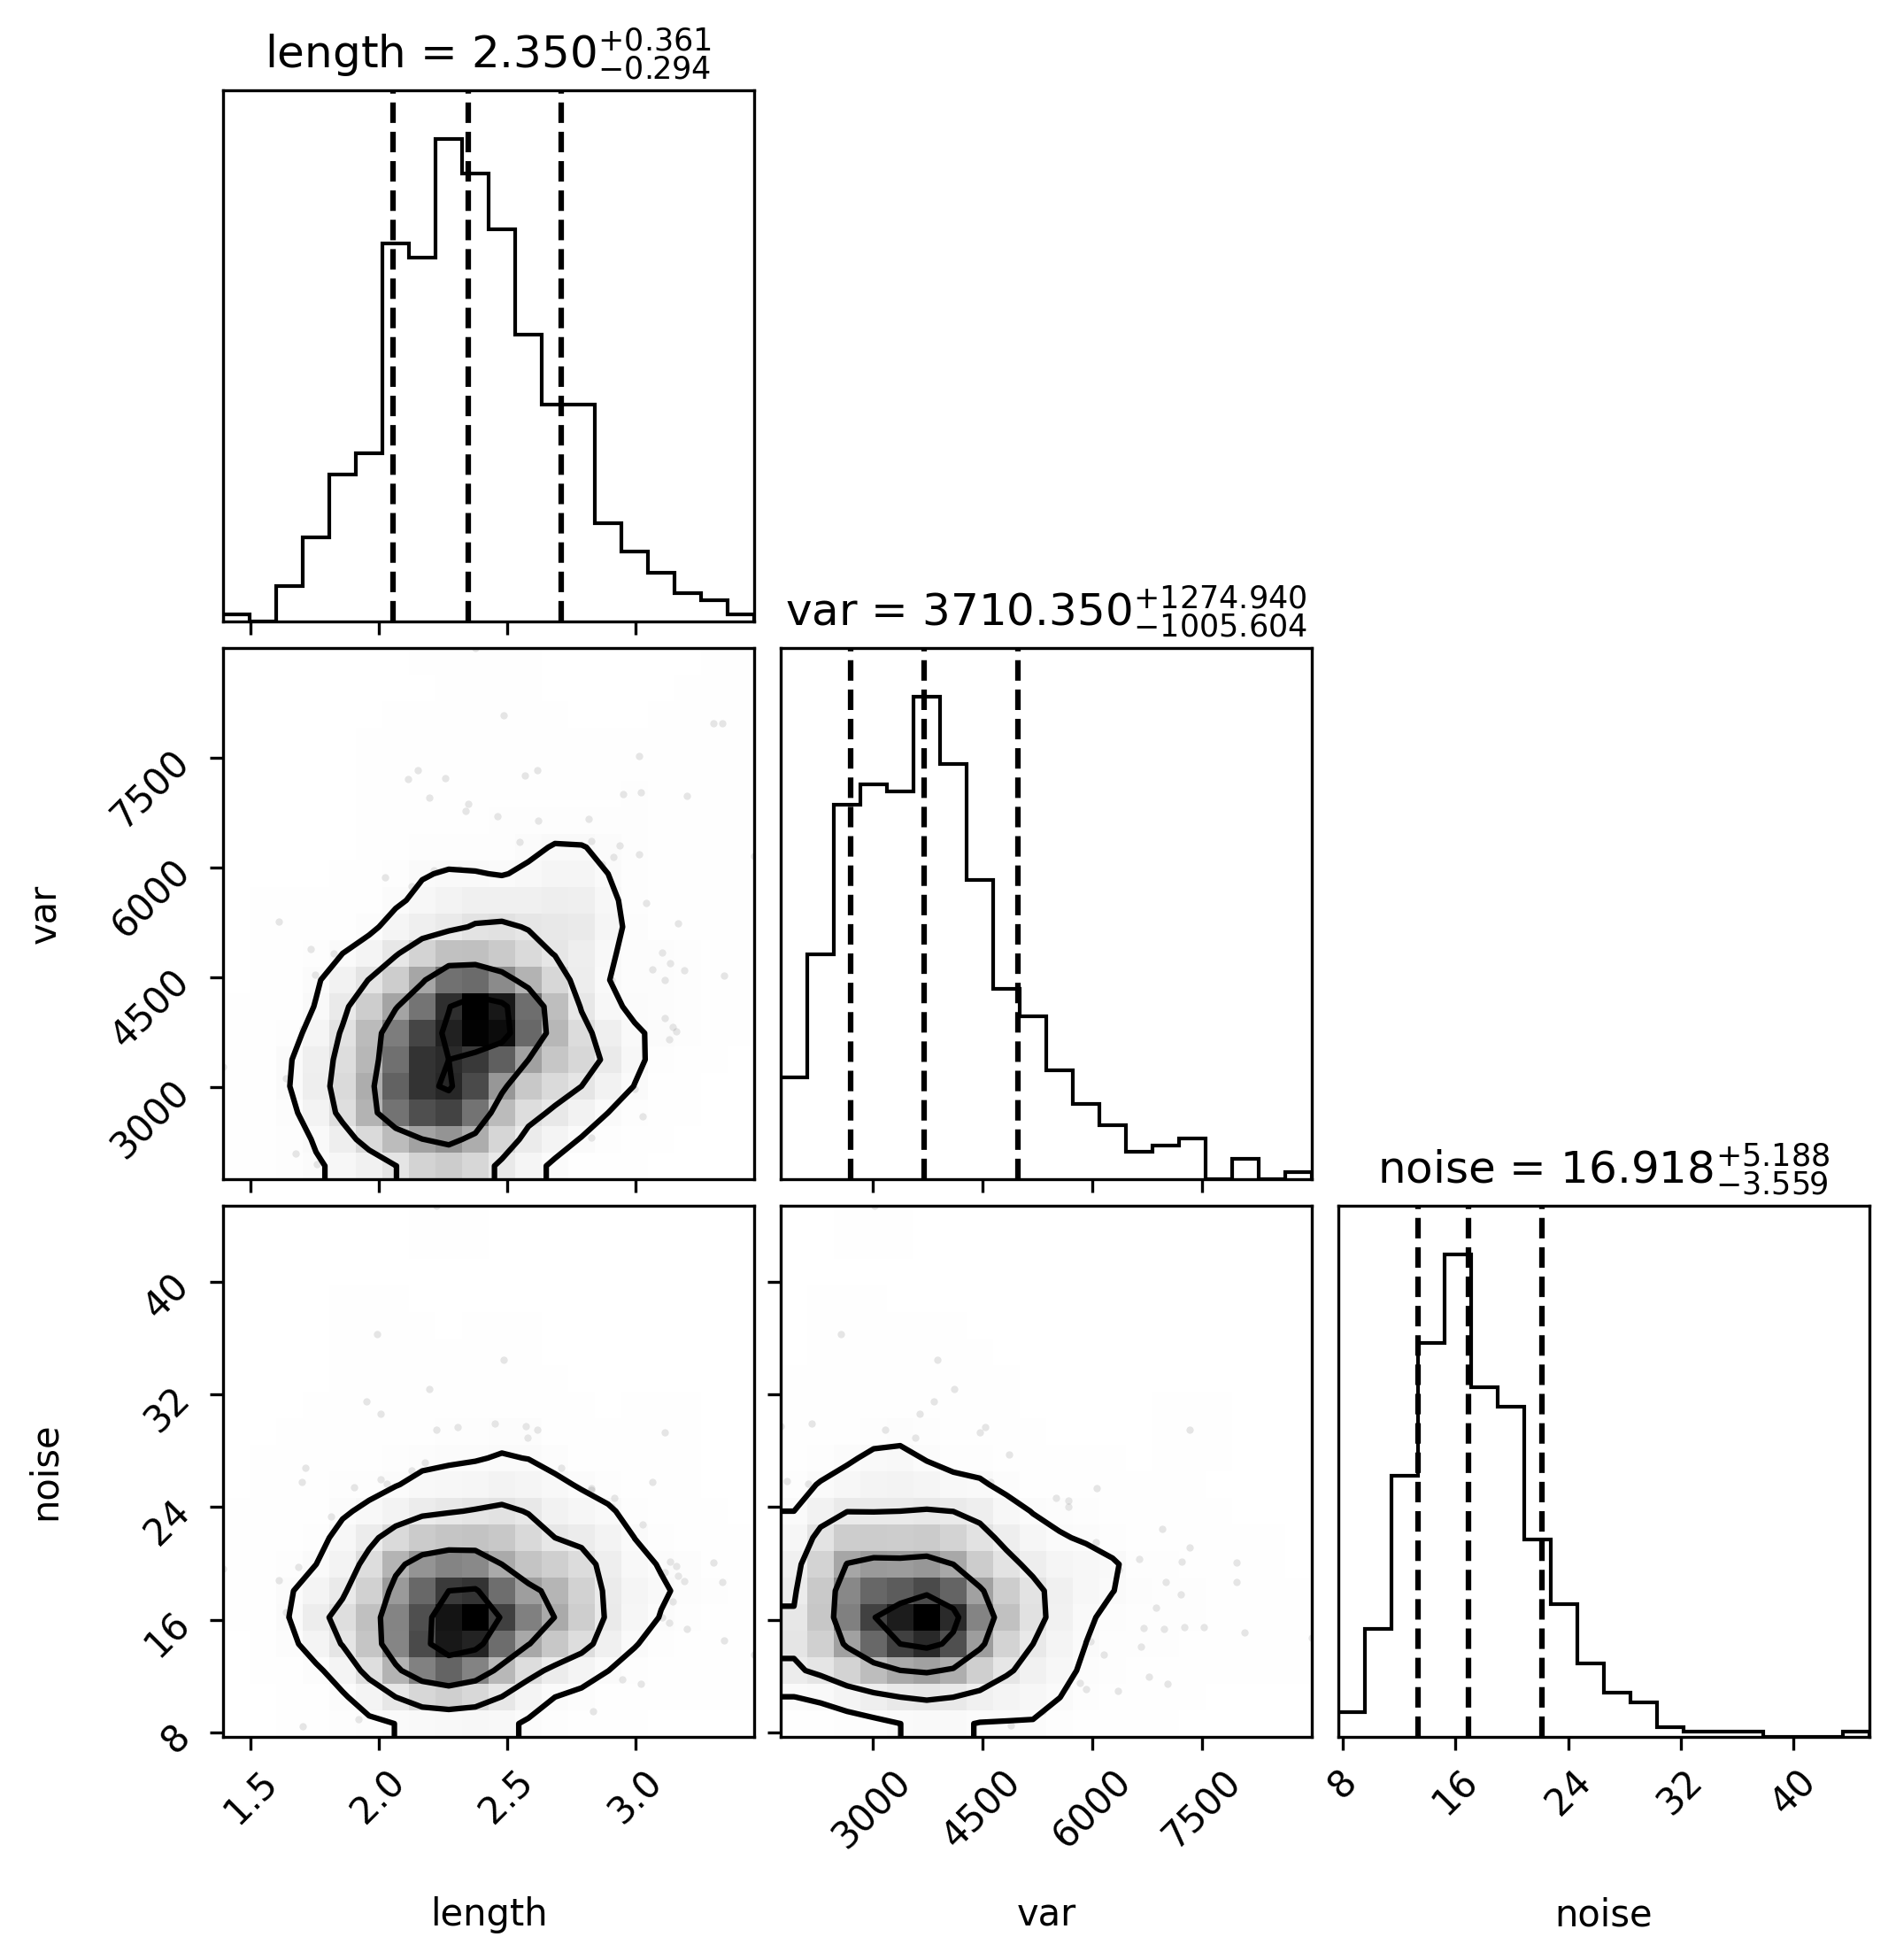 length = 2.350+0.361−0.294
var = 3710.350+1274.940−1005.604
var
7500
6000
4500
3000
noise = 16.918+5.188−3.559
noise
40
32
24
16
8
1.5 2.0 2.5 3.0
3000 4500 6000 7500
8 16 24 32 40
length var noise